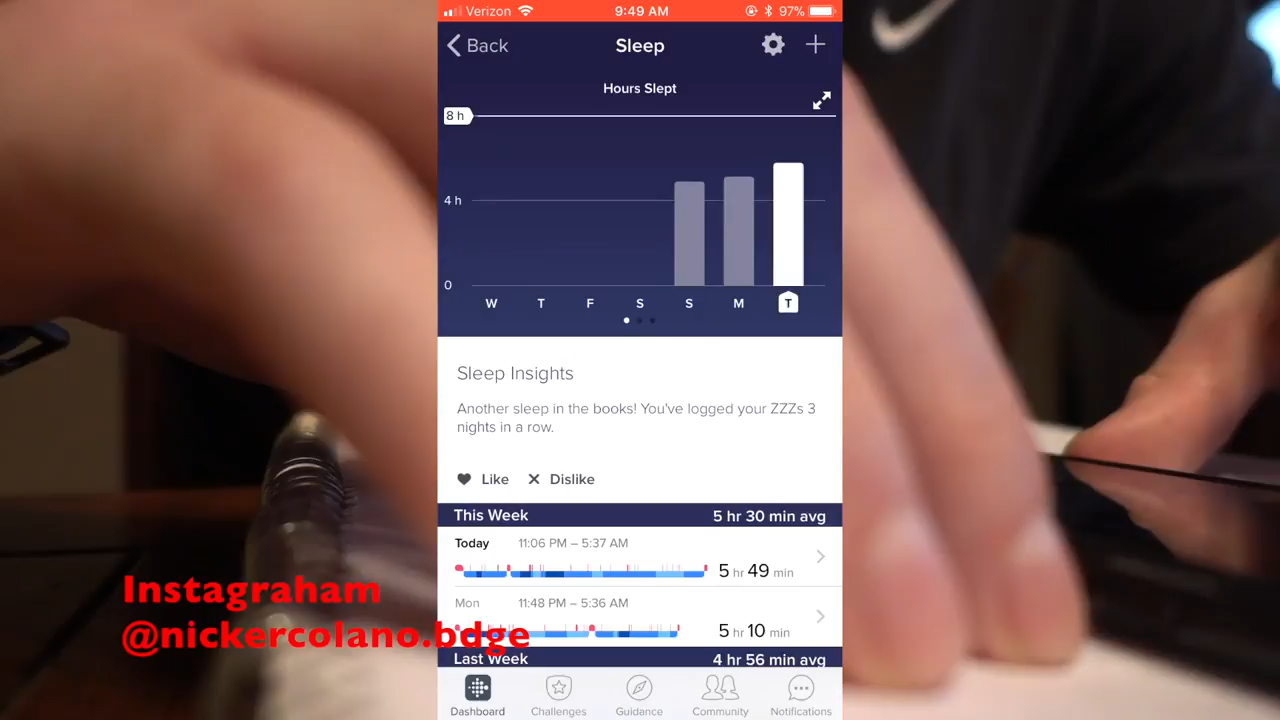 Verizon 9:49 AM 97%
Back Sleep
Hours Slept
8 h
4 h
0
W T F S S M T
Sleep Insights
Another sleep in the books! You've logged your ZZZs 3
nights in a row.
Like Dislike
This Week 5 hr 30 min avg
Today 11:06 PM – 5:37 AM
5 hr 49 min
Mon 11:48 PM – 5:36 AM
5 hr 10 min
Last Week 4 hr 56 min avg
Dashboard Challenges Guidance Community Notifications
Instagraham
@nickercolano.bdge